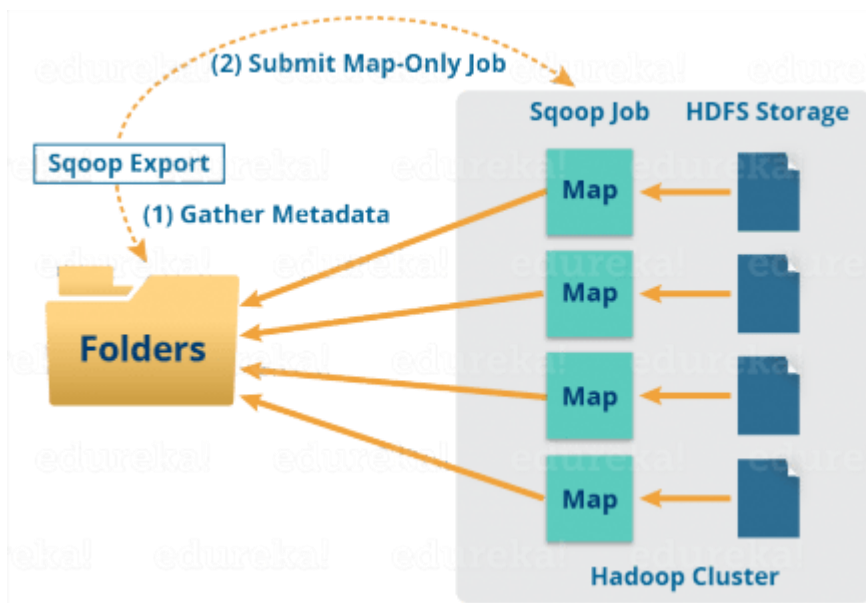 (2) Submit Map-Only Job
Sqoop Job
HDFS Storage
Sqoop Export
(1) Gather Metadata
Map
Map
Map
Map
Folders
Hadoop Cluster
edureka!